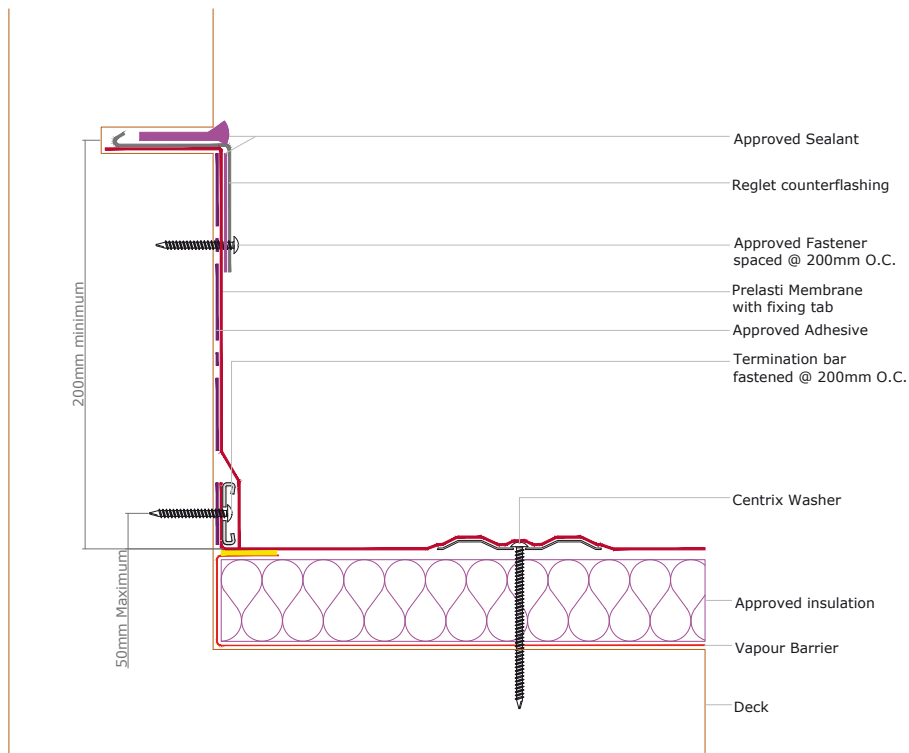 Approved Sealant
Reglet counterflashing
Approved Fastener
spaced @ 200mm O.C.
Prelasti Membrane
with fixing tab
Approved Adhesive
Termination bar
fastened @ 200mm O.C.
200mm minimum
Centrix Washer
50mm Maximum
Approved insulation
Vapour Barrier
Deck